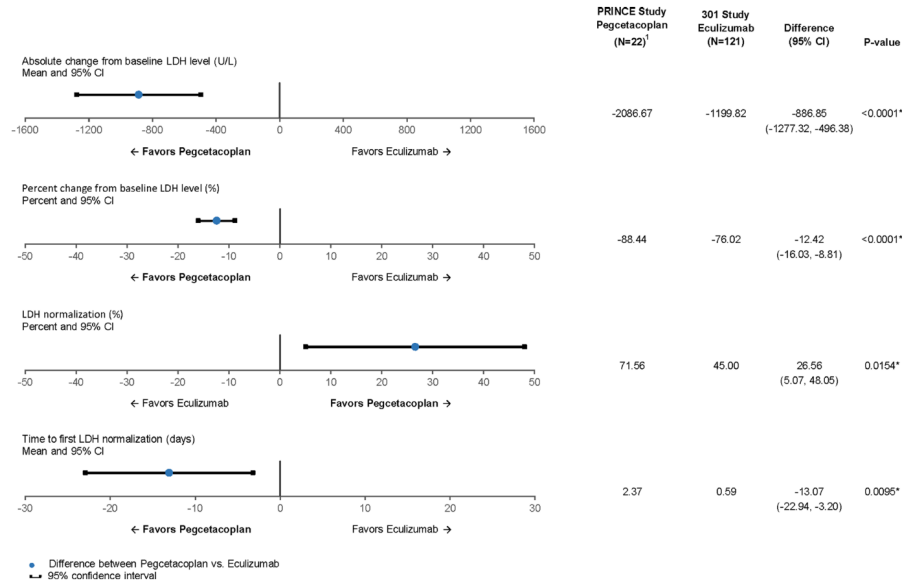 PRINCE Study
Pegcetacoplan
(N=22)¹
301 Study
Eculizumab
(N=121)
Difference
(95% CI)
P-value
Absolute change from baseline LDH level (U/L)
Mean and 95% CI
-1600 -1200 -800 -400 0 400 800 1200 1600
← Favors Pegcetacoplan Favors Eculizumab →
-2086.67 -1199.82 -886.85 <0.0001*
(-1277.32, -496.38)
Percent change from baseline LDH level (%)
Percent and 95% CI
-50 -40 -30 -20 -10 0 10 20 30 40 50
← Favors Pegcetacoplan Favors Eculizumab →
-88.44 -76.02 -12.42 <0.0001*
(-16.03, -8.81)
LDH normalization (%)
Percent and 95% CI
-50 -40 -30 -20 -10 0 10 20 30 40 50
← Favors Eculizumab Favors Pegcetacoplan →
71.56 45.00 26.56 0.0154*
(5.07, 48.05)
Time to first LDH normalization (days)
Mean and 95% CI
-30 -20 -10 0 10 20 30
← Favors Pegcetacoplan Favors Eculizumab →
2.37 0.59 -13.07 0.0095*
(-22.94, -3.20)
Difference between Pegcetacoplan vs. Eculizumab
95% confidence interval